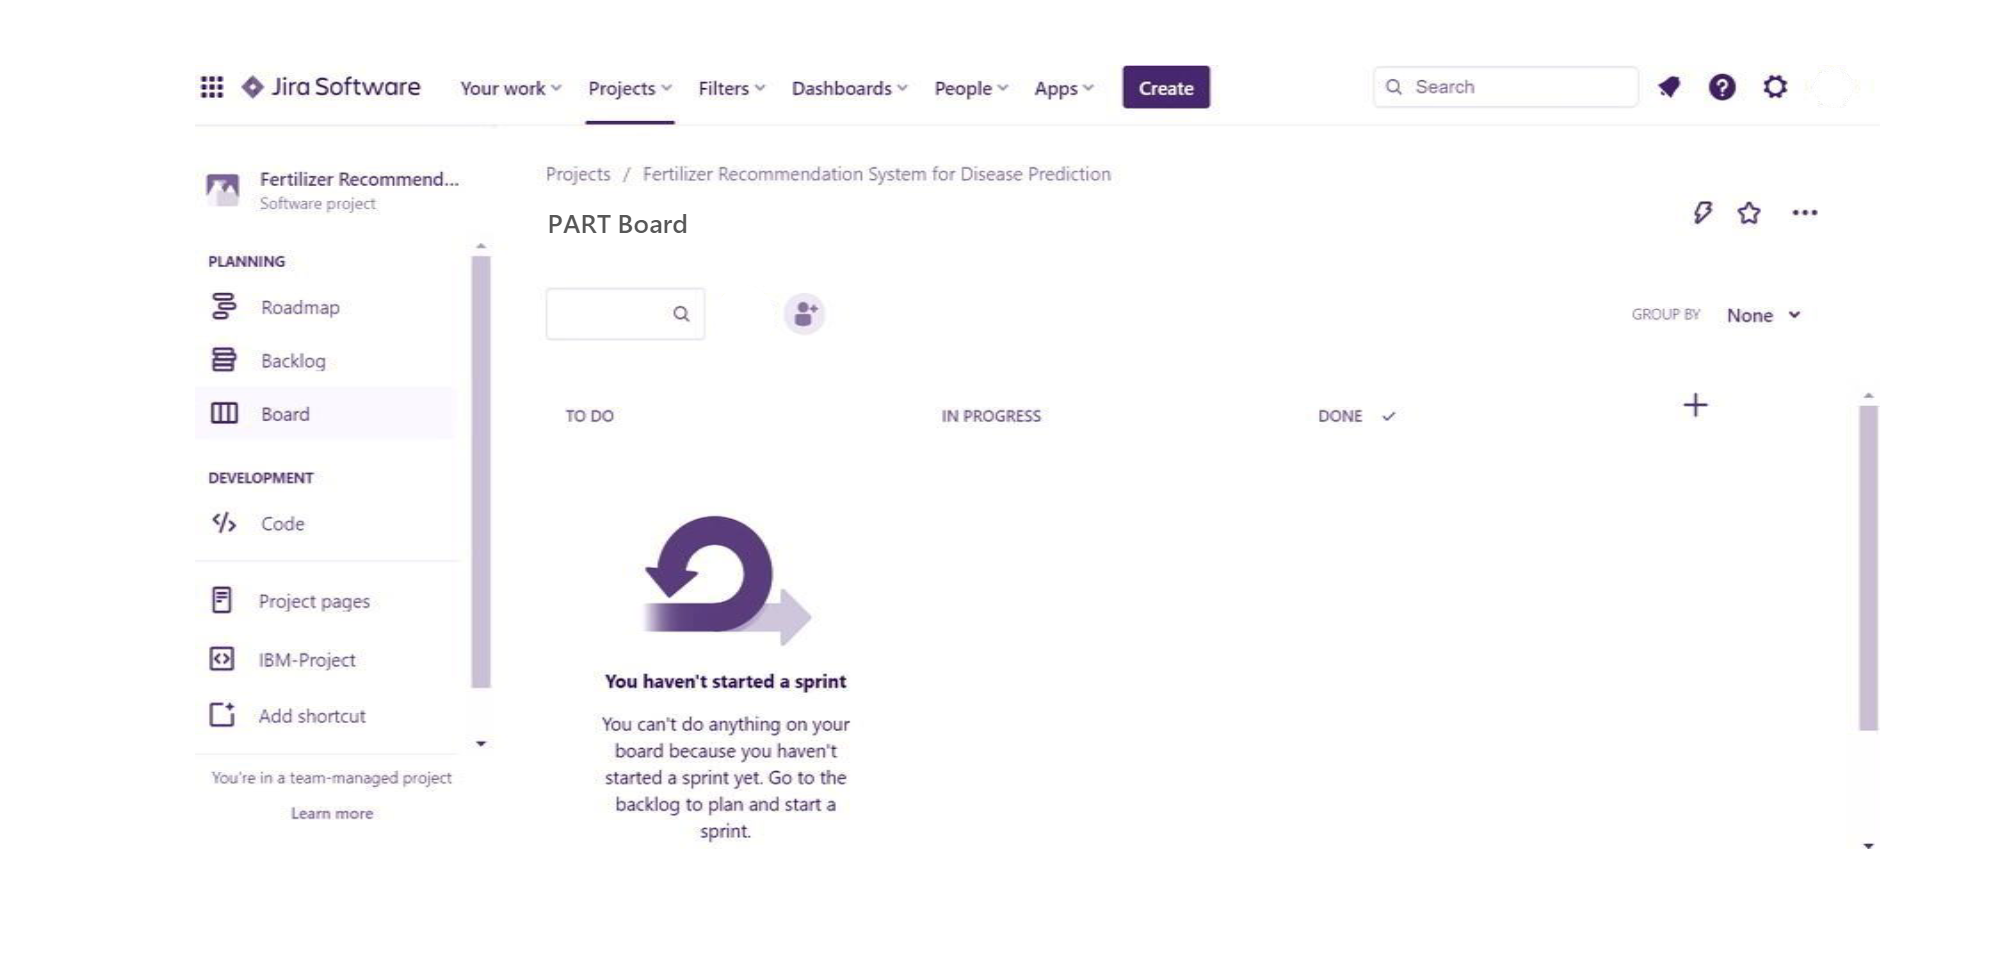 Jira Software Your work Projects Filters Dashboards People Apps Create Search
Fertilizer Recommend...
Software project
PLANNING
Roadmap
Backlog
Board
DEVELOPMENT
Code
Project pages
IBM-Project
Add shortcut
You're in a team-managed project
Learn more
Projects / Fertilizer Recommendation System for Disease Prediction
PART Board
GROUP BY None
TO DO IN PROGRESS DONE
You haven't started a sprint
You can't do anything on your
board because you haven't
started a sprint yet. Go to the
backlog to plan and start a
sprint.